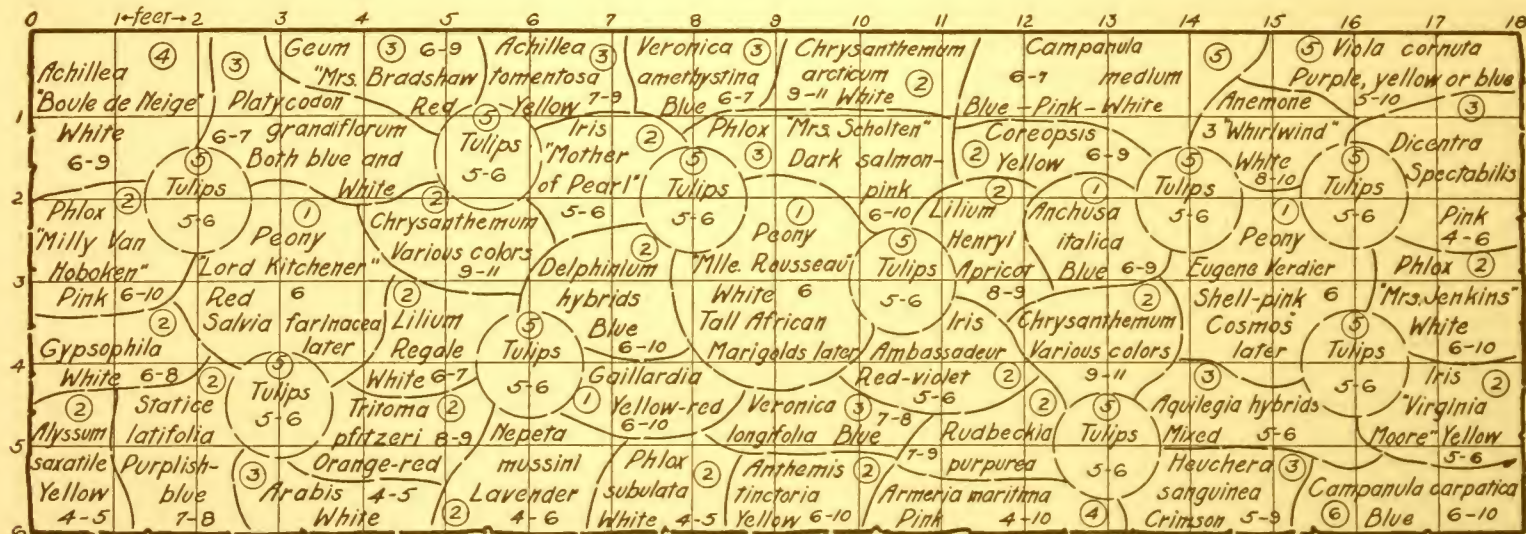 0 1 ←feet→ 2 3 4 5 6 7 8 9 10 11 12 13 14 15 16 17 18
1
2
3
4
5
6
Achillea ④
"Boule de Neige"
White
6-9
③
Platycodon
6-7 grandiflorum
Both blue and
White
Geum ③ 6-9
"Mrs. Bradshaw
Red
Achillea ③
tomentosa
Yellow 7-9
Veronica ③
amethystina
Blue 6-7
Chrysanthemum
arcticum ②
9-11 White
Campanula
6-7 medium
Blue-Pink-White
⑤
⑤ Viola cornuta
Purple, yellow or blue
5-10
Anemone
3 "Whirlwind"
White
8-10
③
Dicentra
Spectabilis
Pink
4-6
⑤
Tulips
5-6
⑤
Tulips
5-6
Iris ②
"Mother
of Pearl"
5-6
⑤
Tulips
5-6
Phlox "Mrs. Scholten"
③ Dark salmon-
pink
6-10
Coreopsis
② Yellow 6-9
⑤
Tulips
5-6
⑤
Tulips
5-6
Phlox ②
"Milly Van
Hoboken"
Pink 6-10
①
Peony
"Lord Kitchener"
Red 6
Salvia farinacea
later
②
Chrysanthemum
Various colors
9-11
Delphinium ②
hybrids
Blue
6-10
①
Peony
"Mlle. Rousseau"
White 6
Tall African
Marigolds later
⑤
Tulips
5-6
②
Lilium
Henryi
Apricot
8-9
①
Anchusa
italica
Blue 6-9
①
Peony
Eugene Verdier
Shell-pink 6
Cosmos"
later
Phlox ②
"Mrs. Jenkins"
White
6-10
②
Gypsophila
White 6-8
②
Lilium
Regale
White 6-7
⑤
Tulips
5-6
Iris
Ambassadeur
Red-violet ②
5-6
②
Chrysanthemum
Various colors
9-11
⑤
Tulips
5-6
②
Alyssum
saxatile
Yellow
4-5
②
Statice
latifolia
Purplish-
blue
7-8
⑤
Tulips
5-6
Tritoma ②
pfitzeri 8-9
Orange-red
Gaillardia
① Yellow-red
6-10
Veronica ③ 7-8
longifolia Blue
②
Rudbeckia
7-9 purpurea
⑤
Tulips
5-6
③
Aquilegia hybrids
Mixed 5-6
Iris ②
"Virginia
Moore" Yellow
5-6
③ Arabis 4-5
White
Nepeta
mussini
② Lavender
4-6
Phlox ②
subulata
White 4-5
Anthemis ②
tinctoria
Yellow 6-10
Armeria maritima
Pink 4-10 ④
Heuchera ③
sanguinea
Crimson 5-9
Campanula carpatica
⑥ Blue 6-10